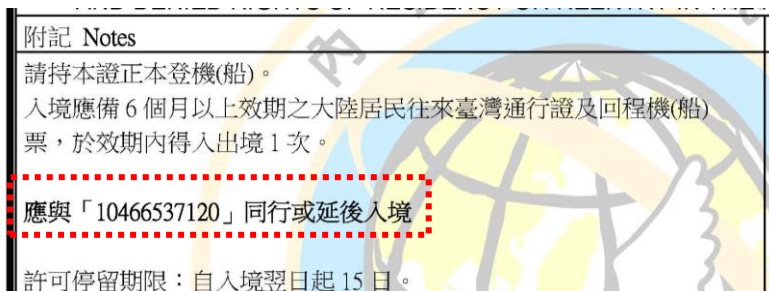 附記 Notes
請持本證正本登機(船)。
入境應備 6 個月以上效期之大陸居民往來臺灣通行證及回程機(船)
票，於效期內得入出境 1 次。
應與「10466537120」同行或延後入境
許可停留期限：自入境翌日起 15 日。
內